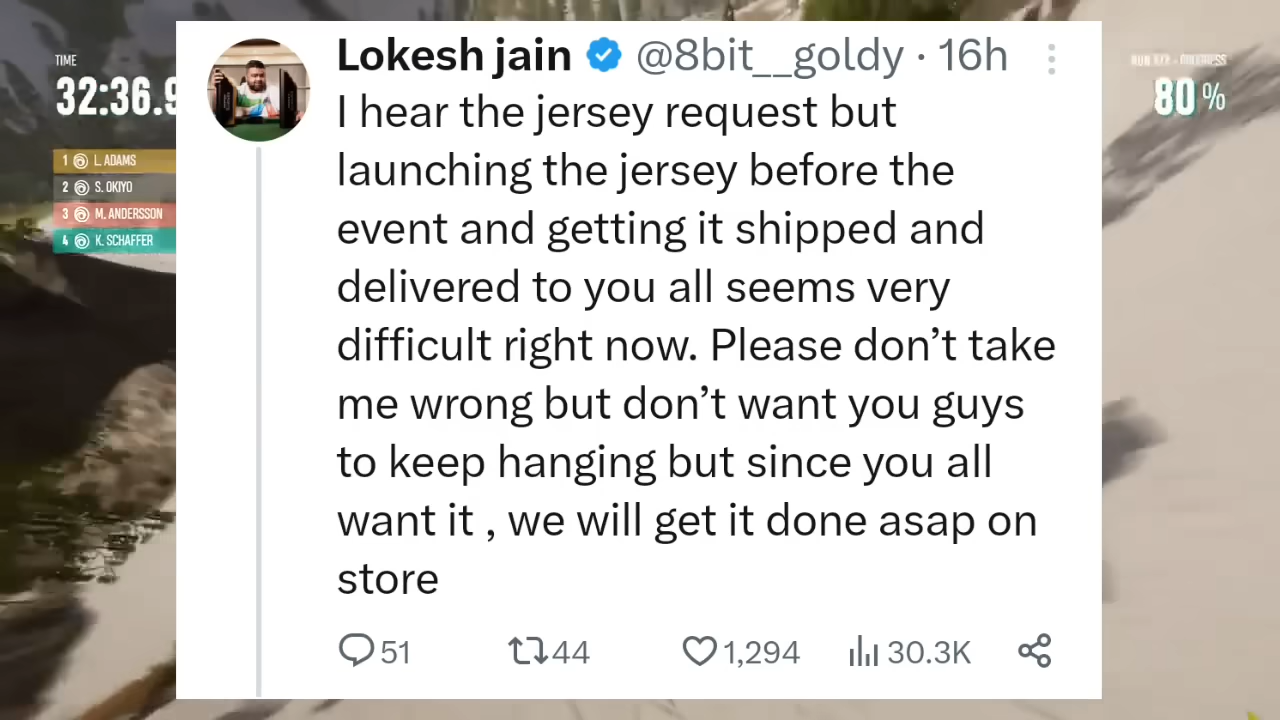 TIME
32:36.9
1 L. ADAMS
2 S. OKIYO
3 M. ANDERSSON
4 K. SCHAFFER
Lokesh jain @8bit__goldy · 16h
I hear the jersey request but
launching the jersey before the
event and getting it shipped and
delivered to you all seems very
difficult right now. Please don’t take
me wrong but don’t want you guys
to keep hanging but since you all
want it , we will get it done asap on
store
51 44 1,294 30.3K
80 %